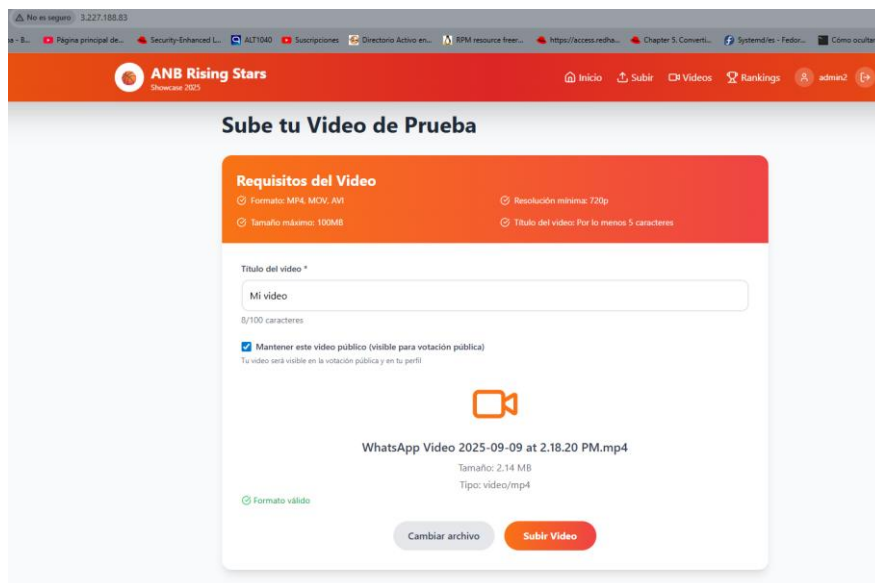 No es seguro 3.227.188.83
na - B... Página principal de... Security-Enhanced L... ALT1040 Suscripciones Directorio Activo en... RPM resource freer... https://access.redha... Chapter 5. Converti... Systemd/es - Fedor... Cómo ocultar
ANB Rising Stars
Showcase 2025
Inicio Subir Videos Rankings admin2
Sube tu Video de Prueba
Requisitos del Video
Formato: MP4, MOV, AVI Resolución mínima: 720p
Tamaño máximo: 100MB Título del video: Por lo menos 5 caracteres
Título del video *
Mi video
8/100 caracteres
Mantener este video público (visible para votación pública)
Tu video será visible en la votación pública y en tu perfil
WhatsApp Video 2025-09-09 at 2.18.20 PM.mp4
Tamaño: 2.14 MB
Tipo: video/mp4
Formato válido
Cambiar archivo Subir Video